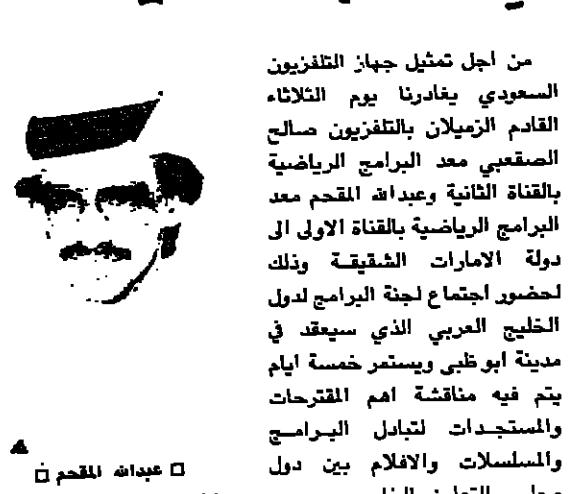 من اجل تمثيل جهاز التلفزيون
السعودي يغادرنا يوم الثلاثاء
القادم الزميلان بالتلفزيون صالح
الصقعبي معد البرامج الرياضية
بالقناة الثانية وعبدالله المقحم معد
البرامج الرياضية بالقناة الاولى الى
دولة الامارات الشقيقة وذلك
لحضور اجتماع لجنة البرامج لدول
الخليج العربي الذي سيعقد في
مدينة ابو ظبى ويستمر خمسة ايام
يتم فيه مناقشة اهم المقترحات
والمستجدات لتبادل البرامج
والمسلسلات والافلام بين دول
□ عبدالله المقحم □